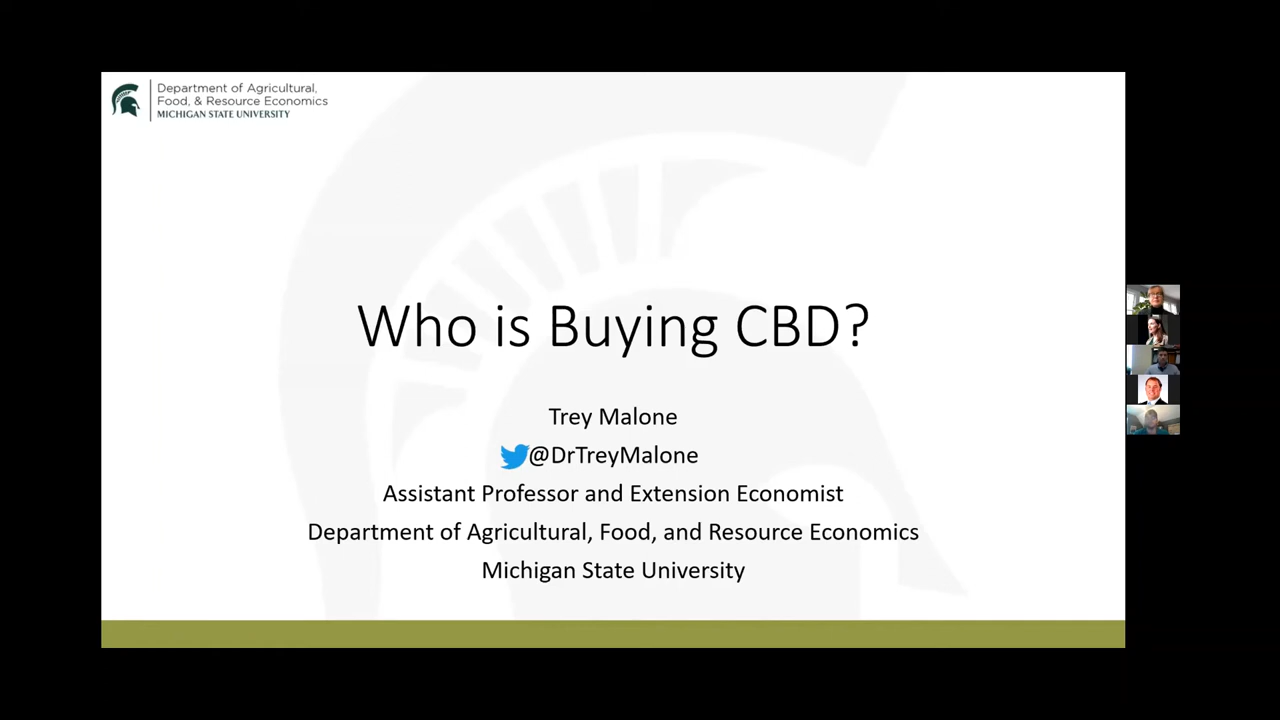 Department of Agricultural,
Food, & Resource Economics
MICHIGAN STATE UNIVERSITY
Who is Buying CBD?
Trey Malone
@DrTreyMalone
Assistant Professor and Extension Economist
Department of Agricultural, Food, and Resource Economics
Michigan State University